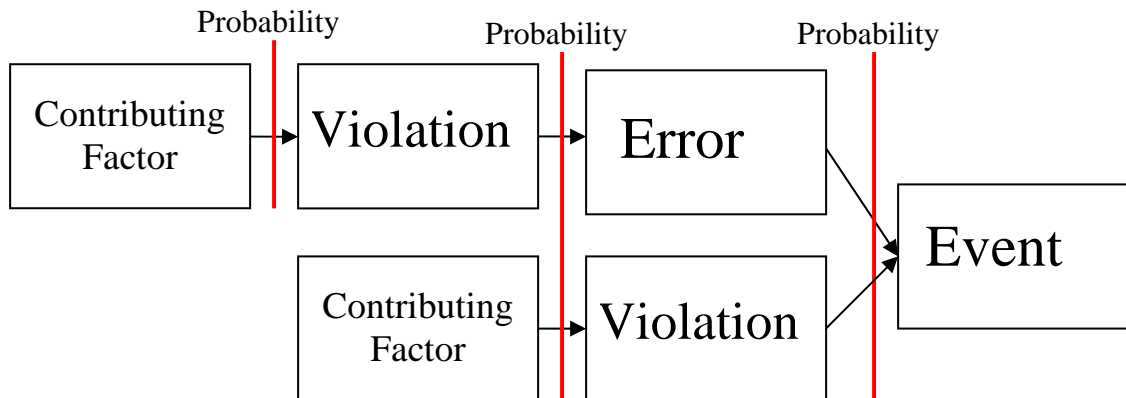 Probability
Probability
Probability
Contributing
Factor
Violation
Error
Event
Contributing
Factor
Violation